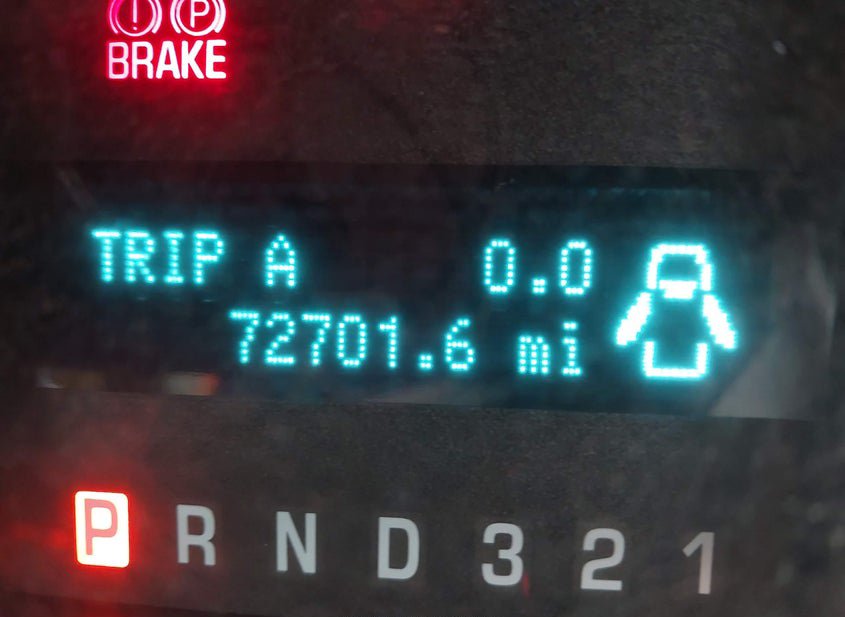 ! P
BRAKE
TRIP A 0.0
72701.6 mi
P R N D 3 2 1